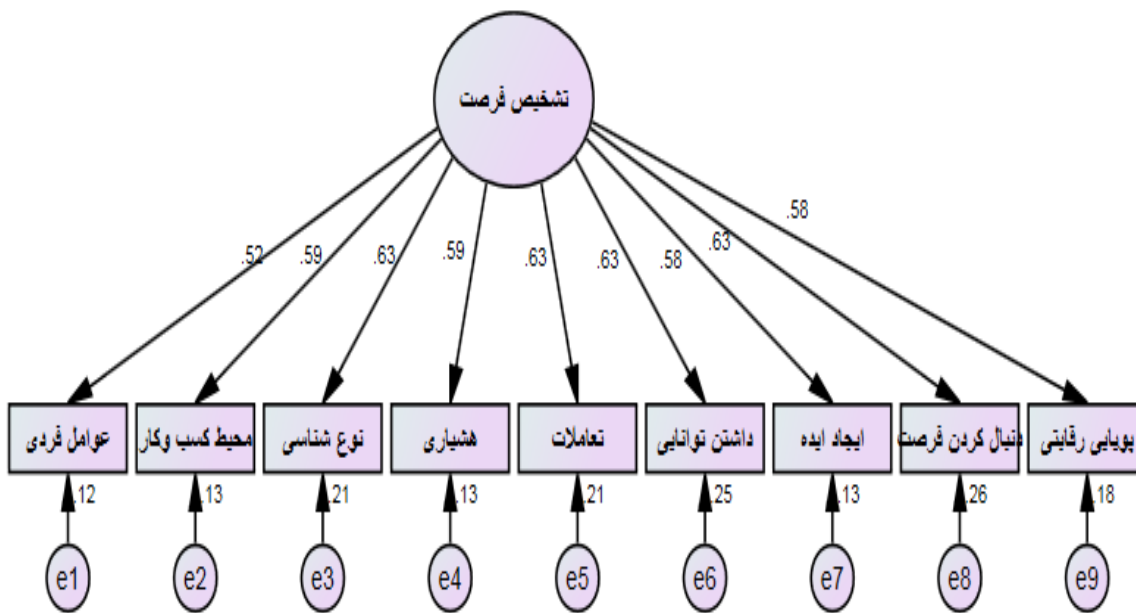 تشخیص فرصت
.52
.59
.63
.59
.63
.63
.58
.63
.58
عوامل فردی
محیط کسب وکار
نوع شناسی
هشیاری
تعاملات
داشتن توانایی
ایجاد ایده
دنبال کردن فرصت
پویایی رقابتی
.12
.13
.21
.13
.21
.25
.13
.26
.18
e1
e2
e3
e4
e5
e6
e7
e8
e9